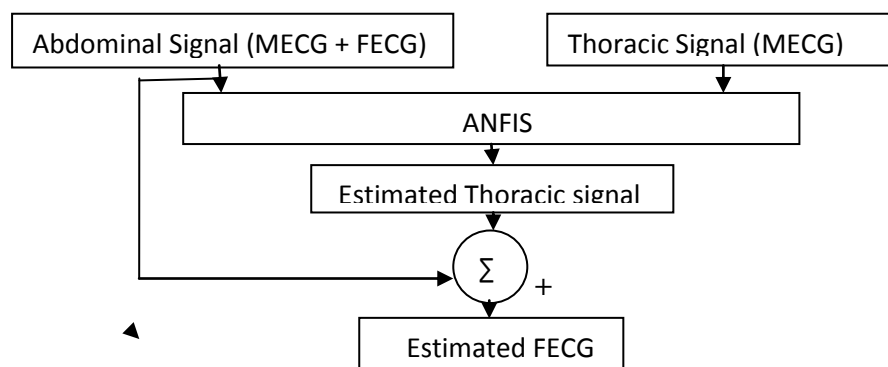 Abdominal Signal (MECG + FECG)
Thoracic Signal (MECG)
ANFIS
Estimated Thoracic signal
Σ
+
Estimated FECG